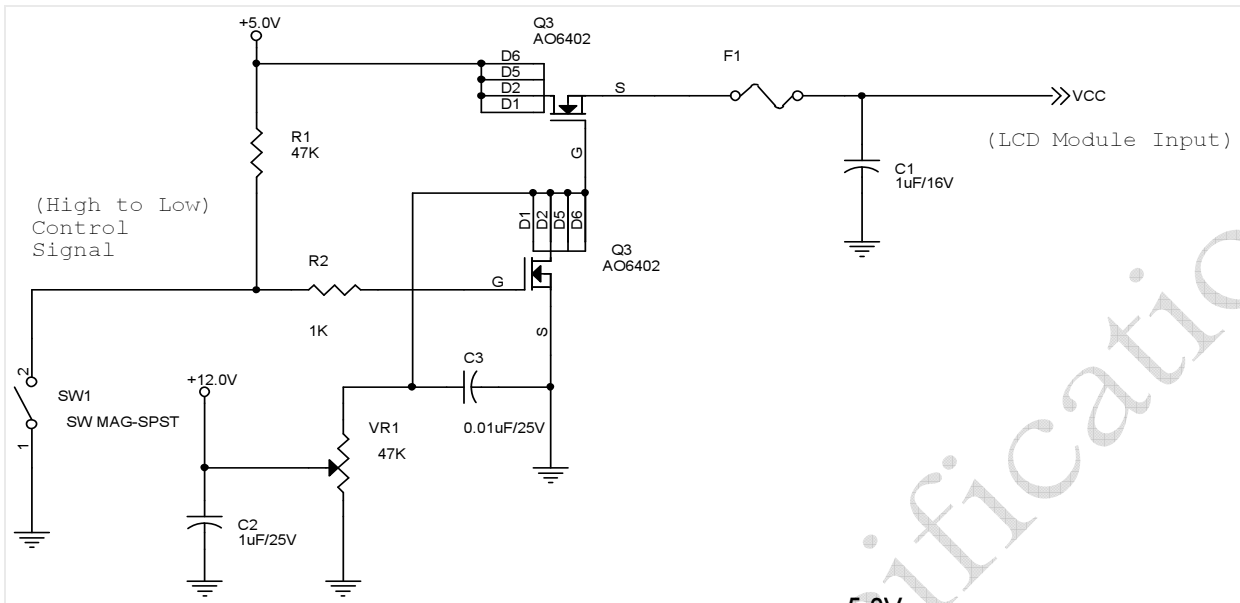 +5.0V
Q3
AO6402
D6
D5
D2
D1
S
G
F1
VCC
(LCD Module Input)
C1
1uF/16V
R1
47K
(High to Low)
Control
Signal
R2
1K
G
D1
D2
D5
D6
Q3
AO6402
S
C3
0.01uF/25V
2
SW1
SW MAG-SPST
1
+12.0V
VR1
47K
C2
1uF/25V